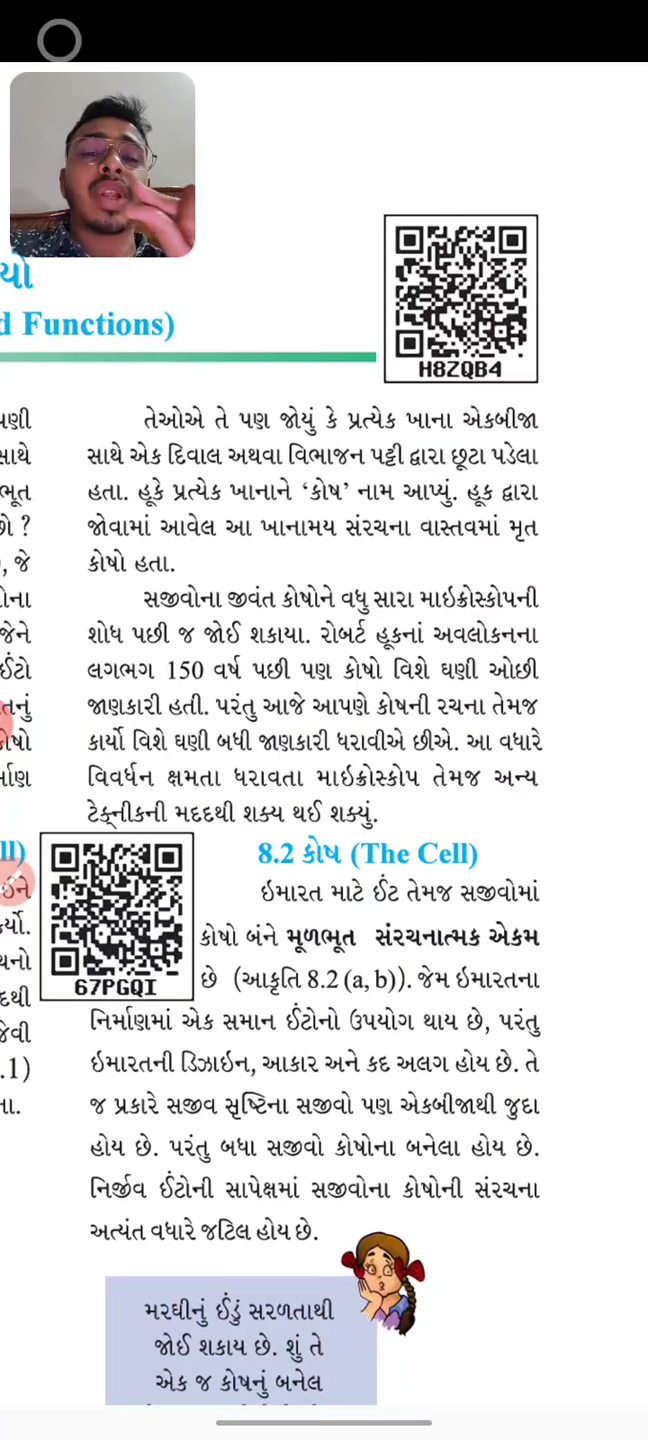 યો
d Functions)
H8ZQB4
તેઓએ તે પણ જોયું કે પ્રત્યેક ખાના એકબીજા
સાથે એક દિવાલ અથવા વિભાજન પટ્ટી દ્વારા છૂટા પડેલા
હતા. હૂકે પ્રત્યેક ખાનાને ‘કોષ’ નામ આપ્યું. હૂક દ્વારા
જોવામાં આવેલ આ ખાનામય સંરચના વાસ્તવમાં મૃત
કોષો હતા.
સજીવોના જીવંત કોષોને વધુ સારા માઇક્રોસ્કોપની
શોધ પછી જ જોઈ શકાયા. રોબર્ટ હૂકનાં અવલોકનના
લગભગ 150 વર્ષ પછી પણ કોષો વિશે ઘણી ઓછી
જાણકારી હતી. પરંતુ આજે આપણે કોષની રચના તેમજ
કાર્યો વિશે ઘણી બધી જાણકારી ધરાવીએ છીએ. આ વધારે
વિવર્ધન ક્ષમતા ધરાવતા માઇક્રોસ્કોપ તેમજ અન્ય
ટેક્નીકની મદદથી શક્ય થઈ શક્યું.
67PGQI
8.2 કોષ (The Cell)
ઇમારત માટે ઈંટ તેમજ સજીવોમાં
કોષો બંને મૂળભૂત સંરચનાત્મક એકમ
છે (આકૃતિ 8.2 (a, b)). જેમ ઇમારતના
નિર્માણમાં એક સમાન ઈંટોનો ઉપયોગ થાય છે, પરંતુ
ઇમારતની ડિઝાઇન, આકાર અને કદ અલગ હોય છે. તે
જ પ્રકારે સજીવ સૃષ્ટિના સજીવો પણ એકબીજાથી જુદા
હોય છે. પરંતુ બધા સજીવો કોષોના બનેલા હોય છે.
નિર્જીવ ઈંટોની સાપેક્ષમાં સજીવોના કોષોની સંરચના
અત્યંત વધારે જટિલ હોય છે.
મરઘીનું ઈંડું સરળતાથી
જોઈ શકાય છે. શું તે
એક જ કોષનું બનેલ